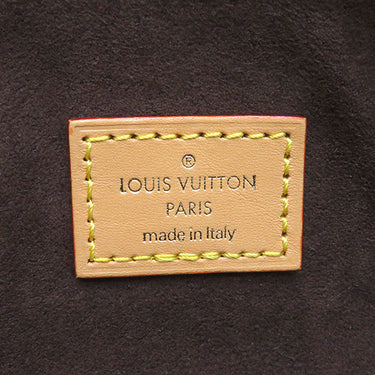 ®
LOUIS VUITTON
PARIS
made in Italy